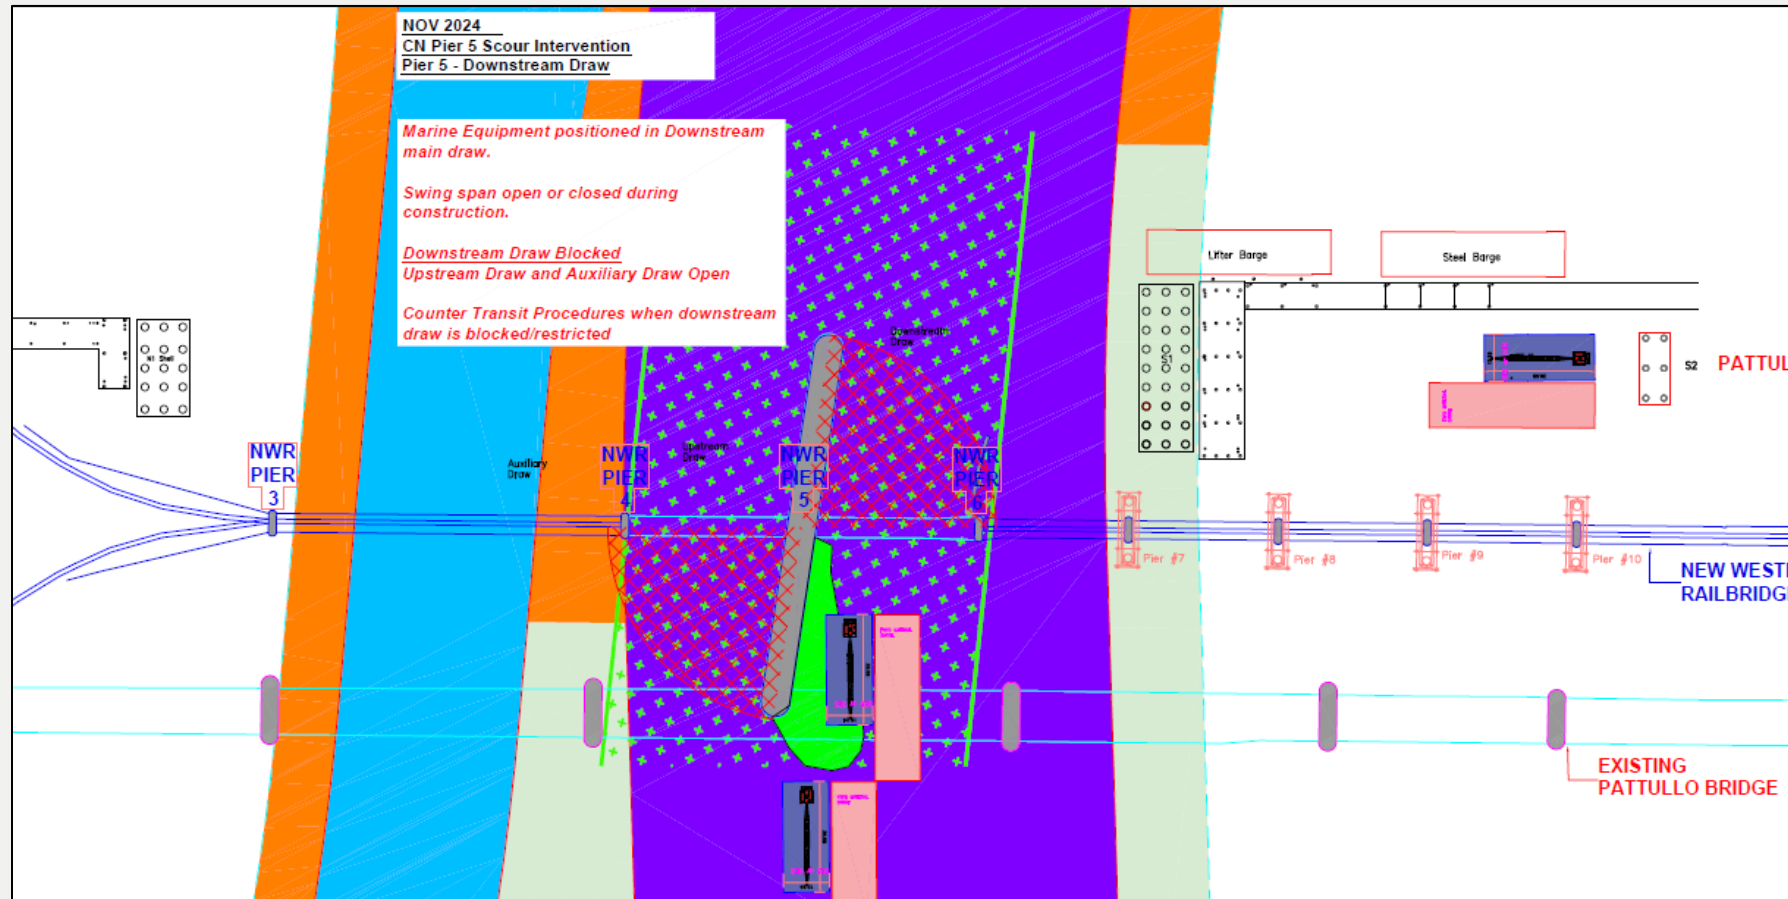 NOV 2024
CN Pier 5 Scour Intervention
Pier 5 - Downstream Draw
Marine Equipment positioned in Downstream
main draw.
Swing span open or closed during
construction.
Downstream Draw Blocked
Upstream Draw and Auxiliary Draw Open
Counter Transit Procedures when downstream
draw is blocked/restricted
Downstream
Draw
Lifter Barge
Steel Barge
N1 Shell
S1
S2
PATTUL
NWR
PIER
3
Auxiliary
Draw
NWR
PIER
4
Upstream
Draw
NWR
PIER
5
NWR
PIER
6
Pier #7
Pier #8
Pier #9
Pier #10
NEW WEST
RAILBRIDG
EXISTING
PATTULLO BRIDGE